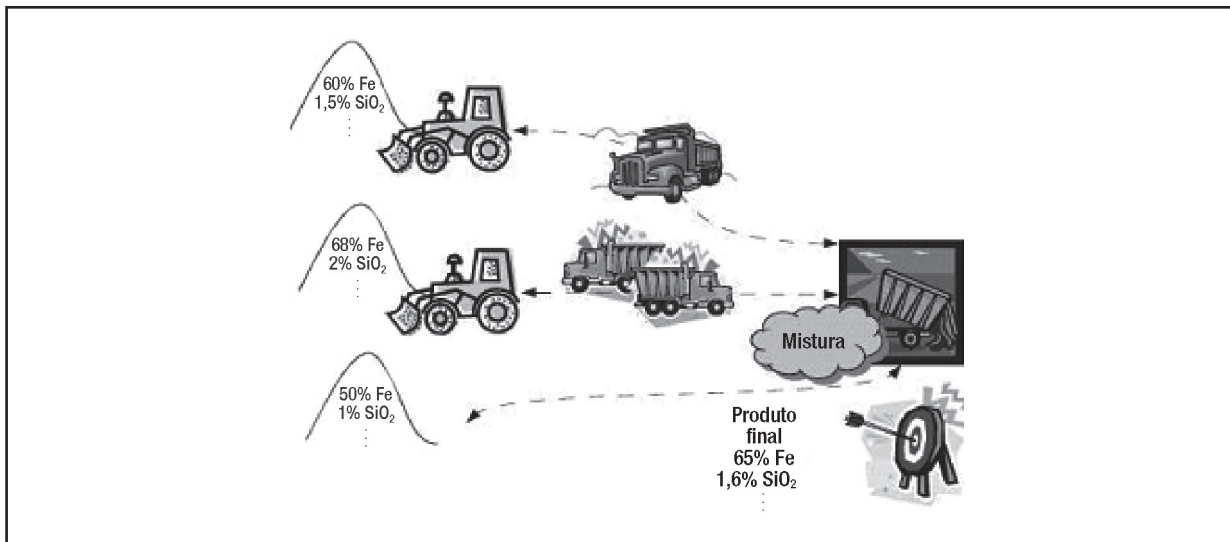 60% Fe
1,5% SiO₂
68% Fe
2% SiO₂
Mistura
50% Fe
1% SiO₂
Produto
final
65% Fe
1,6% SiO₂